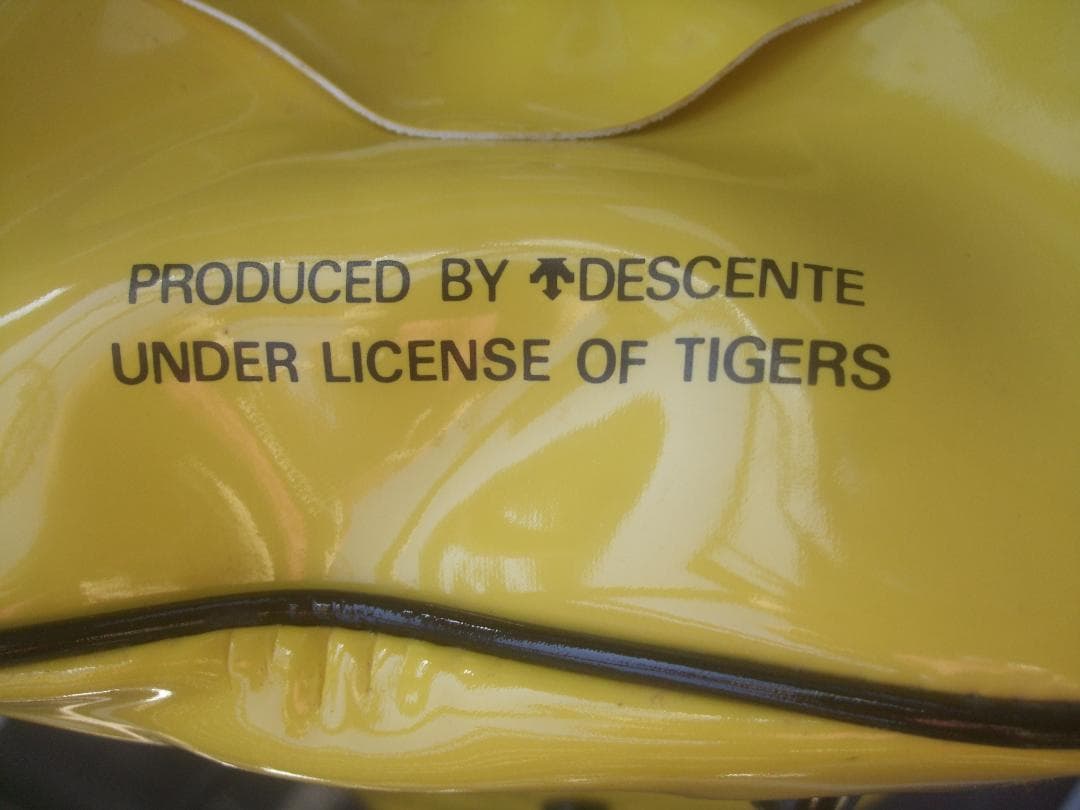 PRODUCED BY DESCENTE
UNDER LICENSE OF TIGERS